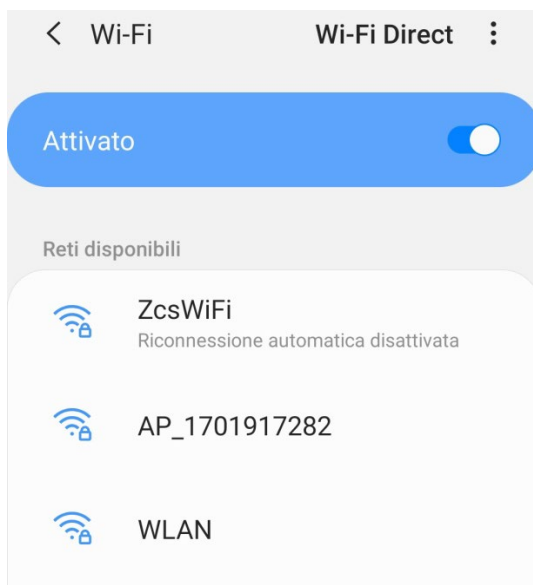 Wi-Fi Wi-Fi Direct
Attivato
Reti disponibili
ZcsWiFi
Riconnessione automatica disattivata
AP_1701917282
WLAN